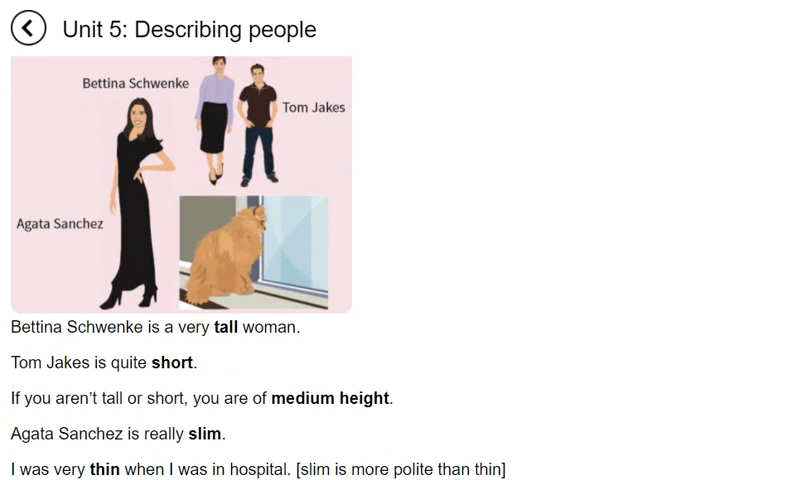 Unit 5: Describing people
Bettina Schwenke
Tom Jakes
Agata Sanchez
Bettina Schwenke is a very tall woman.
Tom Jakes is quite short.
If you aren’t tall or short, you are of medium height.
Agata Sanchez is really slim.
I was very thin when I was in hospital. [slim is more polite than thin]